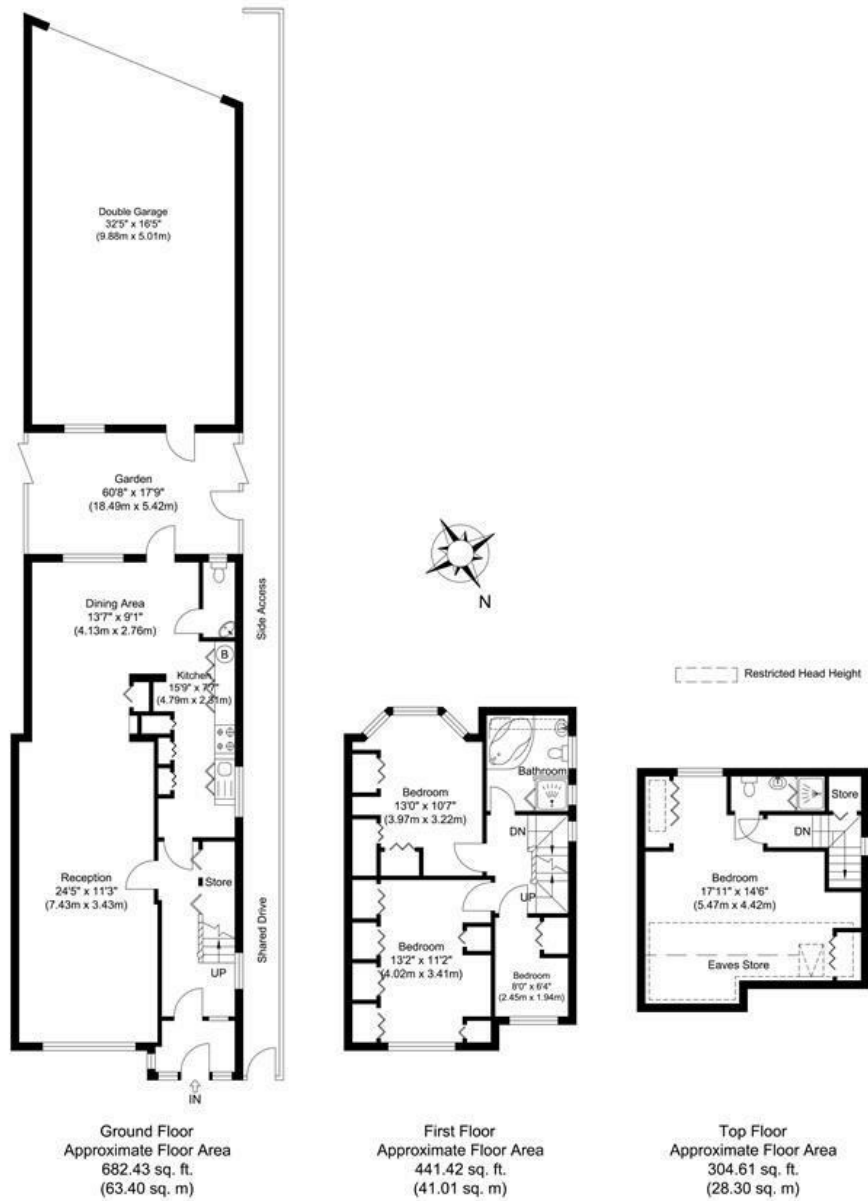 Double Garage
32'5" x 16'5"
(9.88m x 5.01m)
Garden
60'8" x 17'9"
(18.49m x 5.42m)
Dining Area
13'7" x 9'1"
(4.13m x 2.76m)
B
Kitchen
15'9" x 7'7"
(4.79m x 2.31m)
Side Access
Reception
24'5" x 11'3"
(7.43m x 3.43m)
Store
UP
Shared Drive
IN
Ground Floor
Approximate Floor Area
682.43 sq. ft.
(63.40 sq. m)
N
Bathroom
Bedroom
13'0" x 10'7"
(3.97m x 3.22m)
DN
UP
Bedroom
13'2" x 11'2"
(4.02m x 3.41m)
Bedroom
8'0" x 6'4"
(2.45m x 1.94m)
First Floor
Approximate Floor Area
441.42 sq. ft.
(41.01 sq. m)
Restricted Head Height
Store
DN
Bedroom
17'11" x 14'6"
(5.47m x 4.42m)
Eaves Store
Top Floor
Approximate Floor Area
304.61 sq. ft.
(28.30 sq. m)